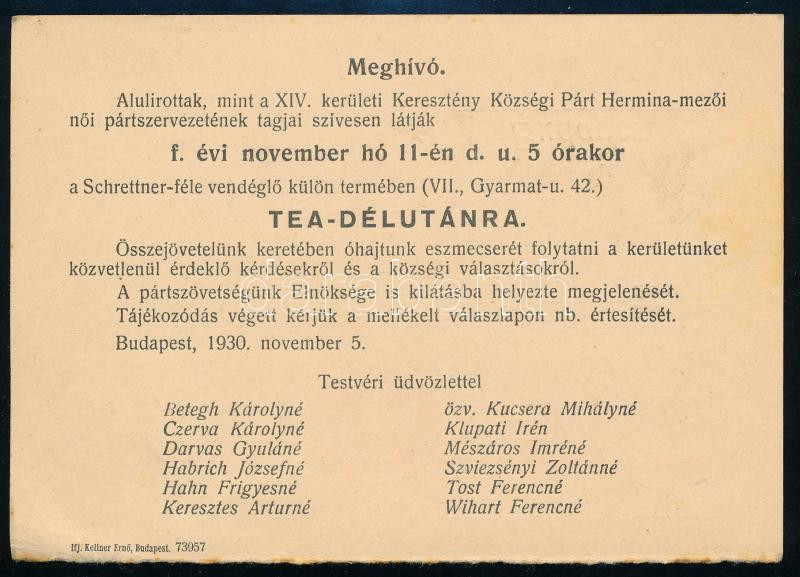 Meghívó.
Alulirottak, mint a XIV. kerületi Keresztény Községi Párt Hermina-mezői
női pártszervezetének tagjai szívesen látják
f. évi november hó 11-én d. u. 5 órakor
a Schrettner-féle vendéglő külön termében (VII., Gyarmat-u. 42.)
TEA-DÉLUTÁNRA.
Összejövetelünk keretében óhajtunk eszmecserét folytatni a kerületünket
közvetlenül érdeklő kérdésekről és a községi választásokról.
A pártszövetségünk Elnöksége is kilátásba helyezte megjelenését.
Tájékozódás végett kérjük a mellékelt válaszlapon nb. értesítését.
Budapest, 1930. november 5.
Testvéri üdvözlettel
Betegh Károlyné
Czerva Károlyné
Darvas Gyuláné
Habrich Józsefné
Hahn Frigyesné
Keresztes Arturné
özv. Kucsera Mihályné
Klupati Irén
Mészáros Imréné
Szviezsényi Zoltánné
Tost Ferencné
Wihart Ferencné
Ifj. Kellner Ernő, Budapest. 73957
darabanth